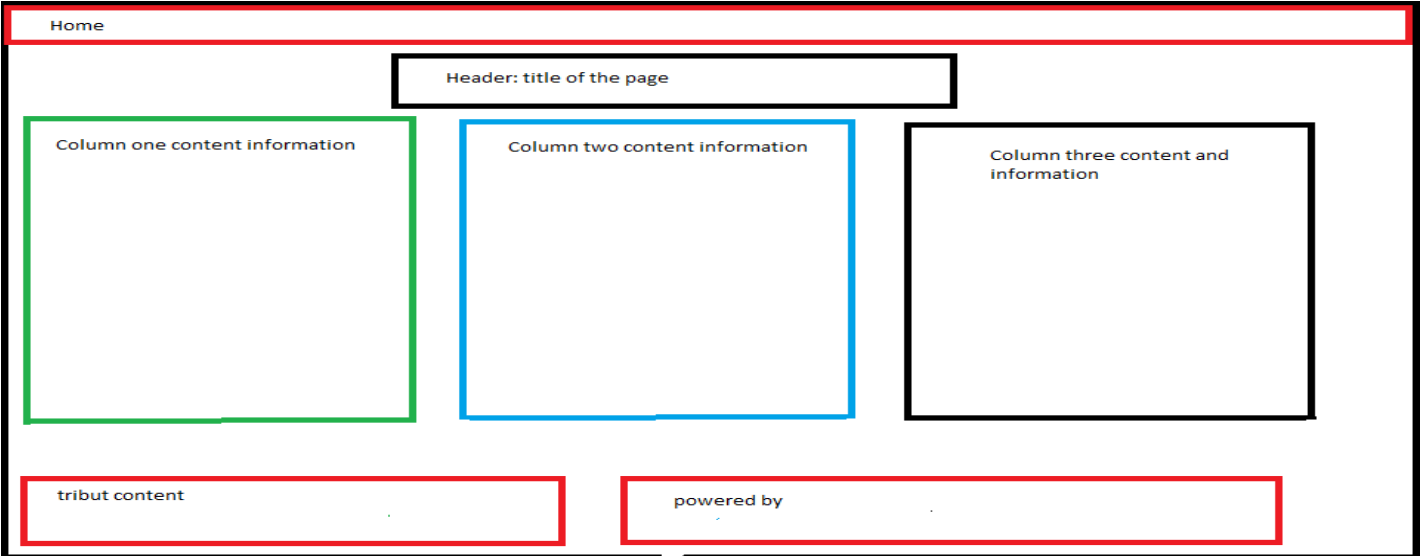 Home
Header: title of the page
Column one content information
Column two content information
Column three content and
information
tribut content
powered by